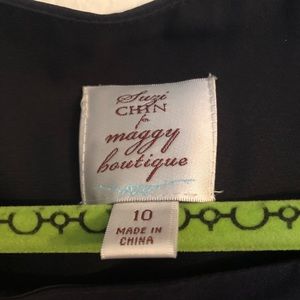 Suzi
CHIN
for
maggy
boutique
10
MADE IN
CHINA